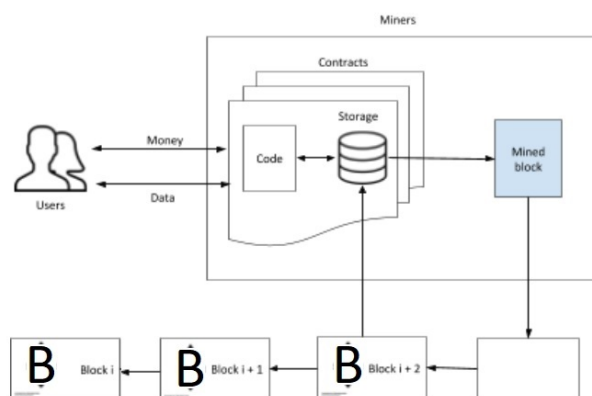 Miners
Contracts
Storage
Money
Code
Mined
block
Users
Data
B Block i
B Block i + 1
B Block i + 2